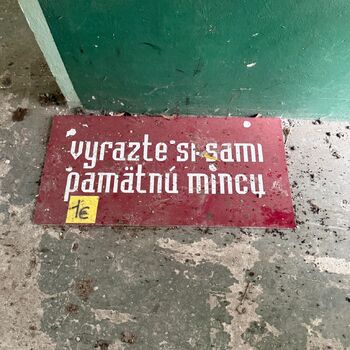 vyrazte si sami
pamätnú mincu
1€